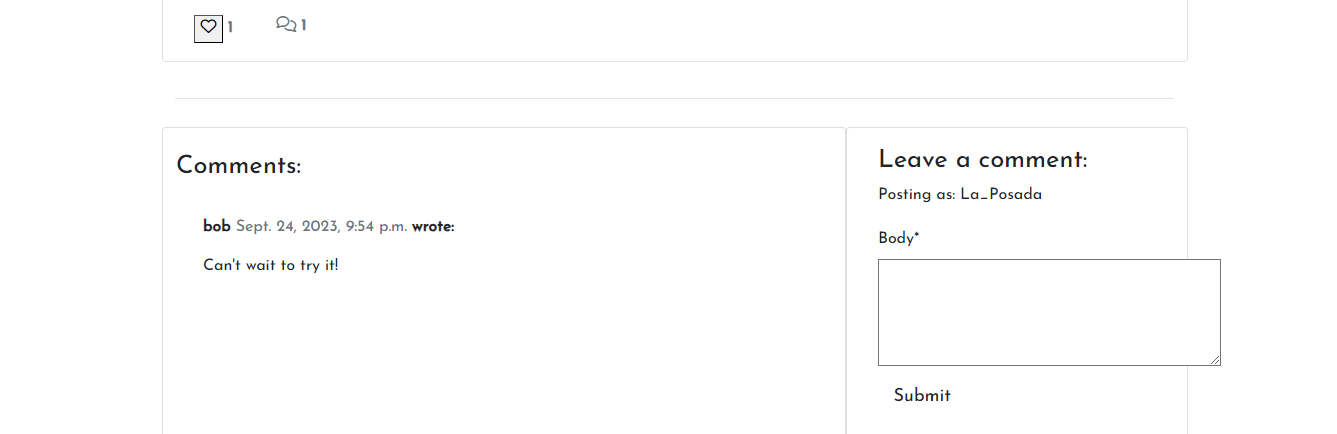 1 1
Comments:
bob Sept. 24, 2023, 9:54 p.m. wrote:
Can't wait to try it!
Leave a comment:
Posting as: La_Posada
Body*
Submit